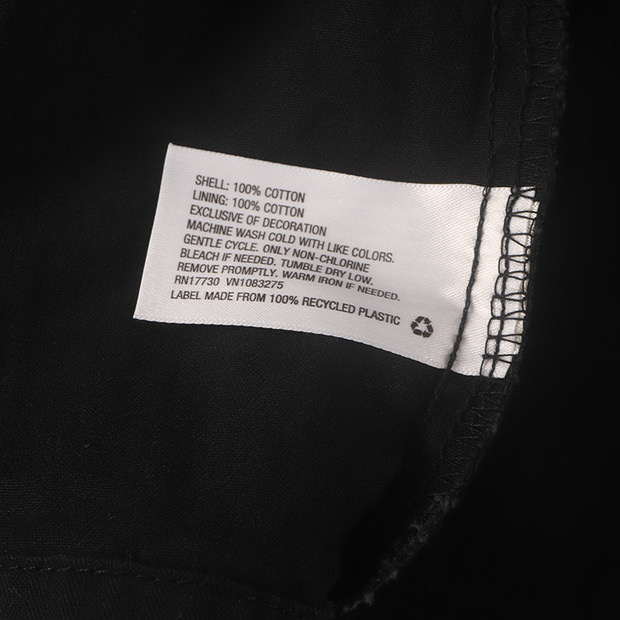 SHELL: 100% COTTON
LINING: 100% COTTON
EXCLUSIVE OF DECORATION
MACHINE WASH COLD WITH LIKE COLORS.
GENTLE CYCLE. ONLY NON-CHLORINE
BLEACH IF NEEDED. TUMBLE DRY LOW.
REMOVE PROMPTLY. WARM IRON IF NEEDED.
RN17730 VN1083275
LABEL MADE FROM 100% RECYCLED PLASTIC